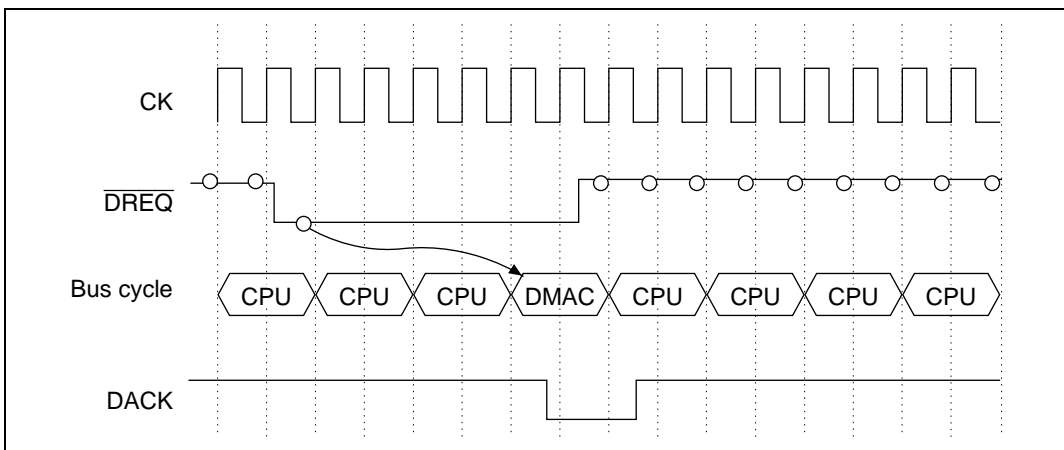 CK
DREQ
Bus cycle CPU CPU CPU DMAC CPU CPU CPU CPU
DACK